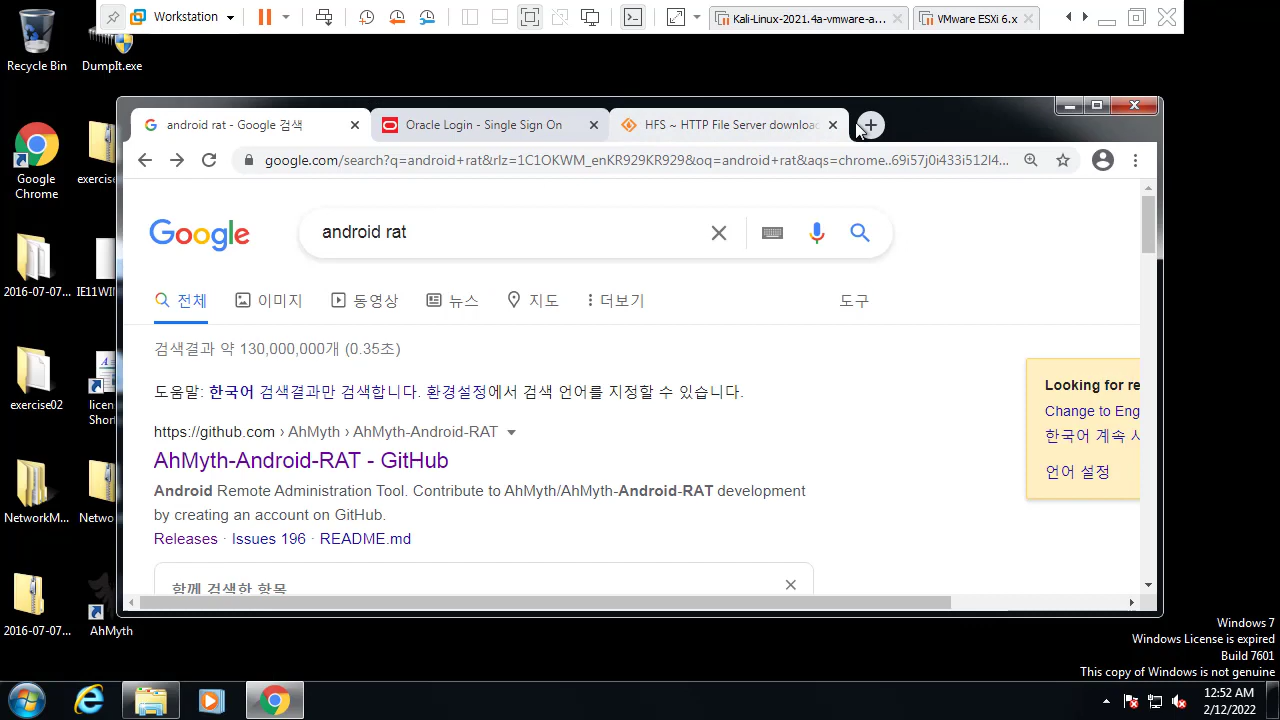 Workstation
Kali-Linux-2021.4a-vmware-a...
VMware ESXi 6.x
Recycle Bin
DumpIt.exe
android rat - Google 검색
Oracle Login - Single Sign On
HFS ~ HTTP File Server downloa
google.com/search?q=android+rat&rlz=1C1OKWM_enKR929KR929&oq=android+rat&aqs=chrome..69i57j0i433i512l4...
Google
Chrome
exercise
Google
android rat
전체
이미지
동영상
뉴스
지도
더보기
도구
2016-07-07...
IE11WIN
검색결과 약 130,000,000개 (0.35초)
Looking for re
도움말: 한국어 검색결과만 검색합니다. 환경설정에서 검색 언어를 지정할 수 있습니다.
Change to Eng
한국어 계속 사
언어 설정
exercise02
licen
Shor
https://github.com › AhMyth › AhMyth-Android-RAT
AhMyth-Android-RAT - GitHub
Android Remote Administration Tool. Contribute to AhMyth/AhMyth-Android-RAT development
by creating an account on GitHub.
Releases · Issues 196 · README.md
NetworkM...
Netwo
함께 검색한 항목
2016-07-07...
AhMyth
Windows 7
Windows License is expired
Build 7601
This copy of Windows is not genuine
12:52 AM
2/12/2022